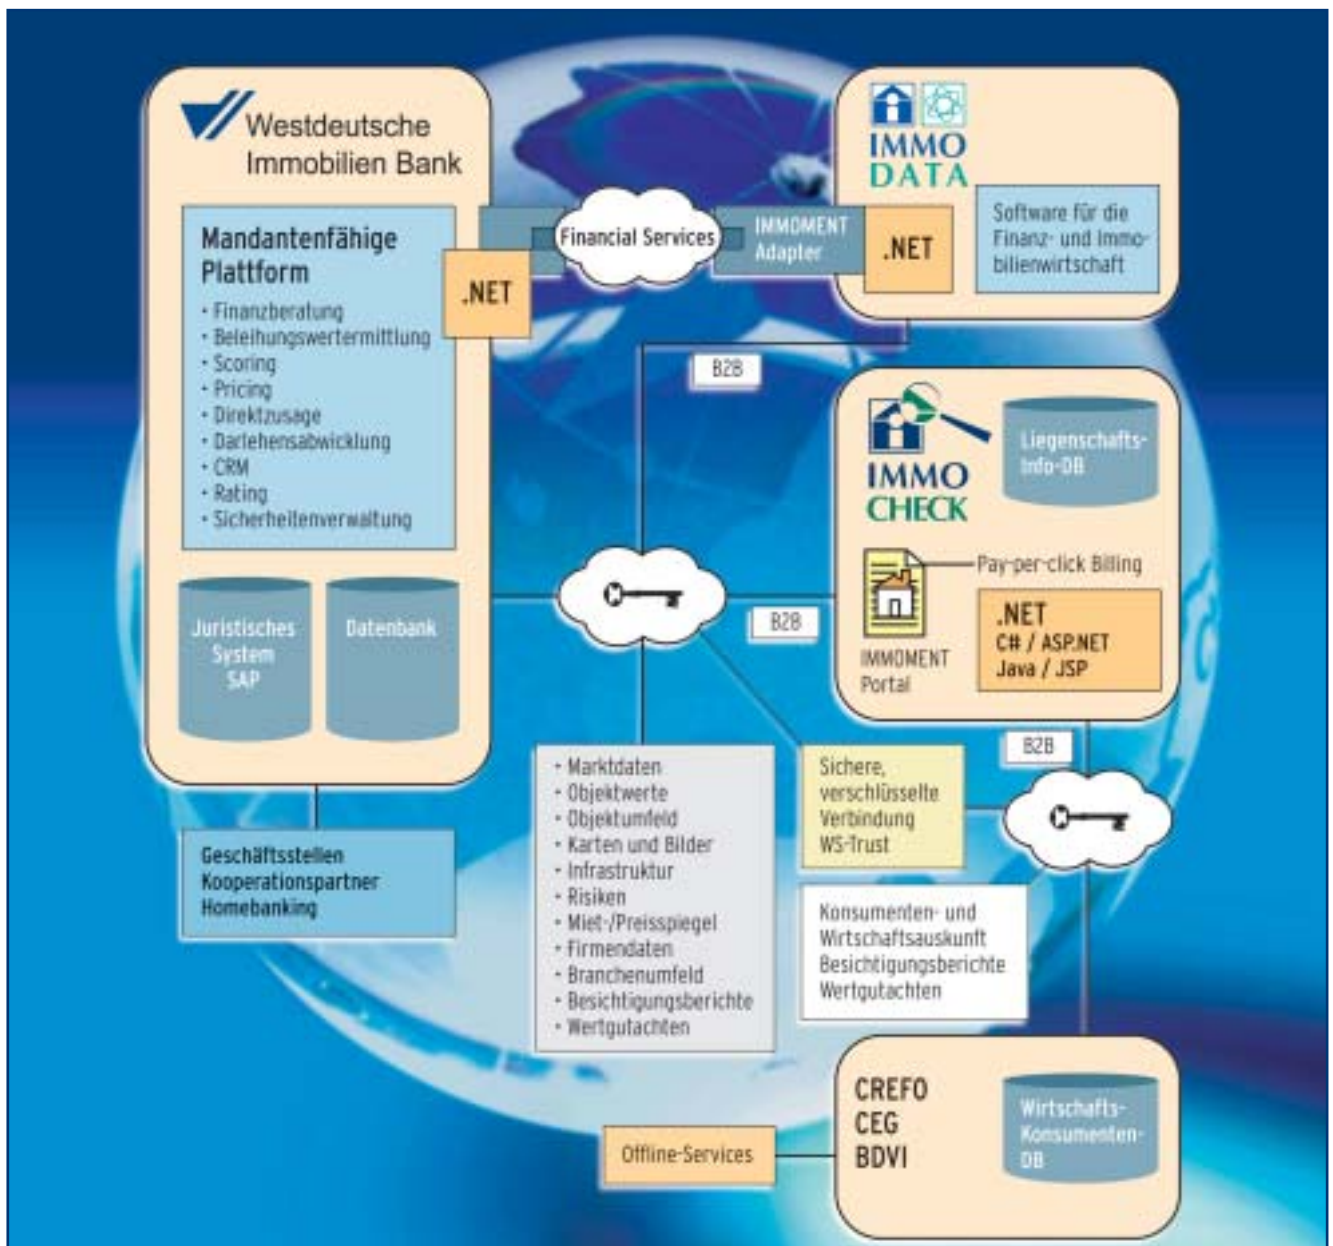 Westdeutsche
Immobilien Bank
Mandantenfähige
Plattform
• Finanzberatung
• Beleihungswertermittlung
• Scoring
• Pricing
• Direktzusage
• Darlehensabwicklung
• CRM
• Rating
• Sicherheitenverwaltung
.NET
Juristisches
System
SAP
Datenbank
Geschäftsstellen
Kooperationspartner
Homebanking
Financial Services
IMMOMENT
Adapter
.NET
IMMO
DATA
Software für die
Finanz- und Immo-
bilienwirtschaft
B2B
IMMO
CHECK
Liegenschafts-
Info-DB
Pay-per-click Billing
IMMOMENT
Portal
.NET
C# / ASP.NET
Java / JSP
B2B
B2B
• Marktdaten
• Objektwerte
• Objektumfeld
• Karten und Bilder
• Infrastruktur
• Risiken
• Miet-/Preisspiegel
• Firmendaten
• Branchenumfeld
• Besichtigungsberichte
• Wertgutachten
Sichere,
verschlüsselte
Verbindung
WS-Trust
Konsumenten- und
Wirtschaftsauskunft
Besichtigungsberichte
Wertgutachten
CREFO
CEG
BDVI
Wirtschafts-
Konsumenten-
DB
Offline-Services